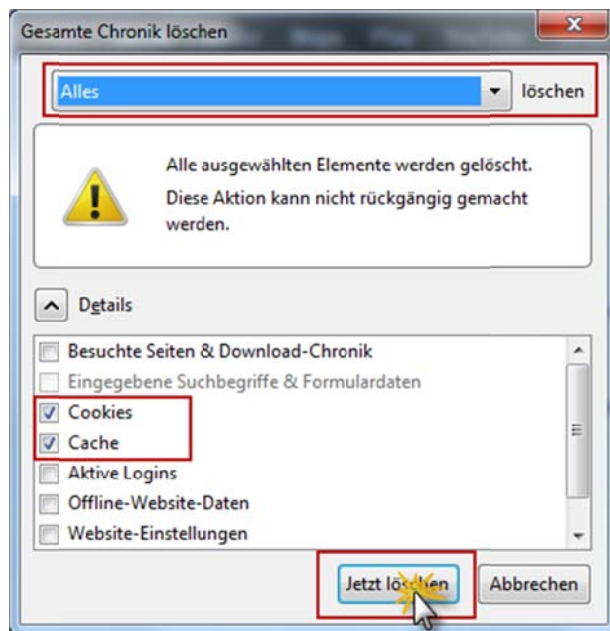 Gesamte Chronik löschen
Alles löschen
Alle ausgewählten Elemente werden gelöscht.
Diese Aktion kann nicht rückgängig gemacht
werden.
Details
Besuchte Seiten & Download-Chronik
Eingegebene Suchbegriffe & Formulardaten
Cookies
Cache
Aktive Logins
Offline-Website-Daten
Website-Einstellungen
Jetzt löschen Abbrechen